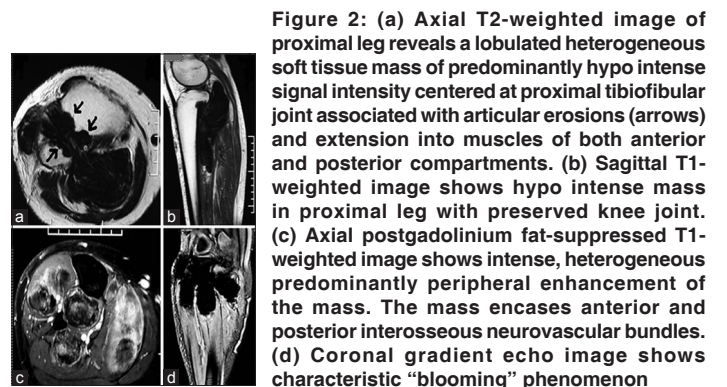 Figure 2: (a) Axial T2-weighted image of
proximal leg reveals a lobulated heterogeneous
soft tissue mass of predominantly hypo intense
signal intensity centered at proximal tibiofibular
joint associated with articular erosions (arrows)
and extension into muscles of both anterior
and posterior compartments. (b) Sagittal T1-
weighted image shows hypo intense mass
in proximal leg with preserved knee joint.
(c) Axial postgadolinium fat-suppressed T1-
weighted image shows intense, heterogeneous
predominantly peripheral enhancement of
the mass. The mass encases anterior and
posterior interosseous neurovascular bundles.
(d) Coronal gradient echo image shows
characteristic “blooming” phenomenon
a
b
c
d